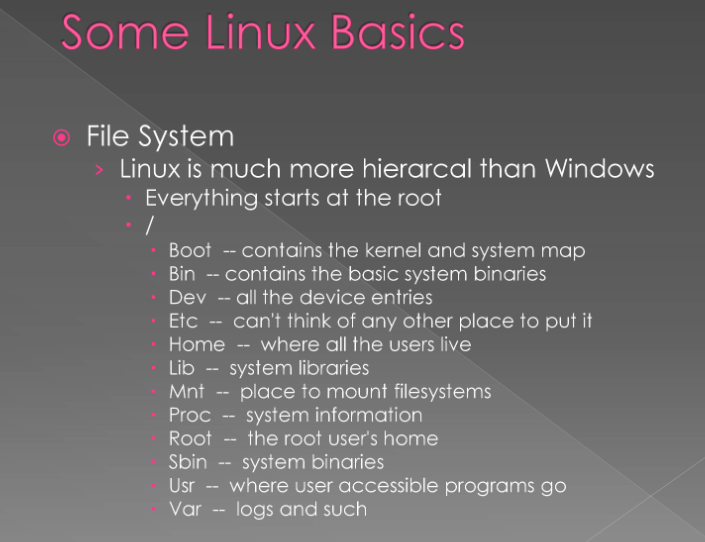 Some Linux Basics
File System
Linux is much more hierarcal than Windows
Everything starts at the root
/
Boot -- contains the kernel and system map
Bin -- contains the basic system binaries
Dev -- all the device entries
Etc -- can't think of any other place to put it
Home -- where all the users live
Lib -- system libraries
Mnt -- place to mount filesystems
Proc -- system information
Root -- the root user's home
Sbin -- system binaries
Usr -- where user accessible programs go
Var -- logs and such